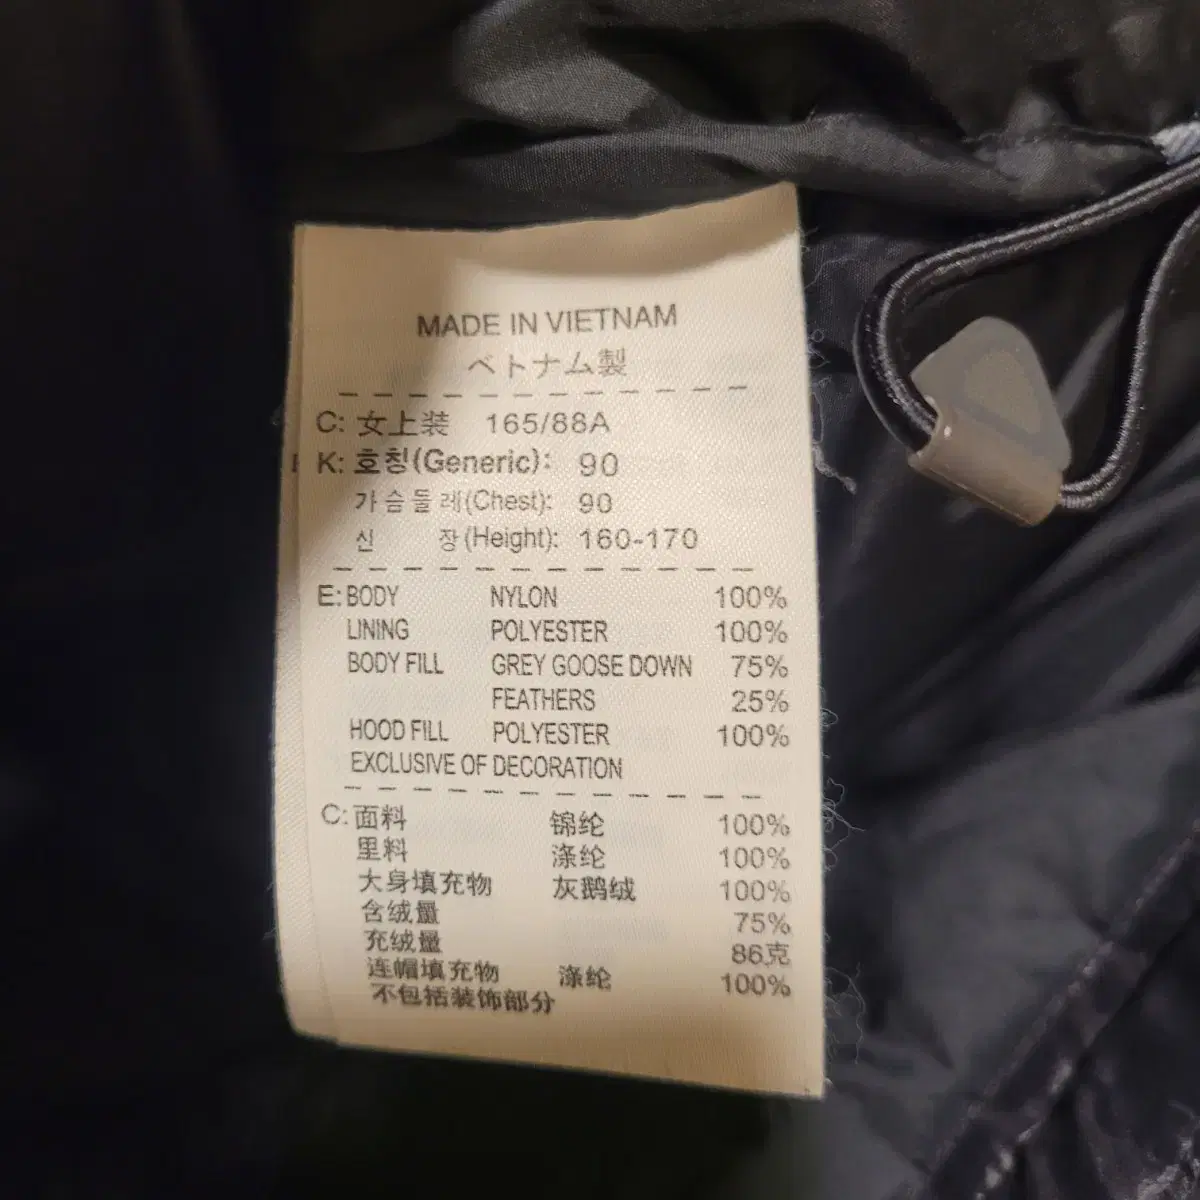 MADE IN VIETNAM
ベトナム製
C: 女上装 165/88A
K: 호칭(Generic): 90
가슴둘레(Chest): 90
신 장(Height): 160-170
E: BODY NYLON 100%
LINING POLYESTER 100%
BODY FILL GREY GOOSE DOWN 75%
FEATHERS 25%
HOOD FILL POLYESTER 100%
EXCLUSIVE OF DECORATION
C: 面料 锦纶 100%
里料 涤纶 100%
大身填充物 灰鹅绒 100%
含绒量 75%
充绒量 86克
连帽填充物 涤纶 100%
不包括装饰部分